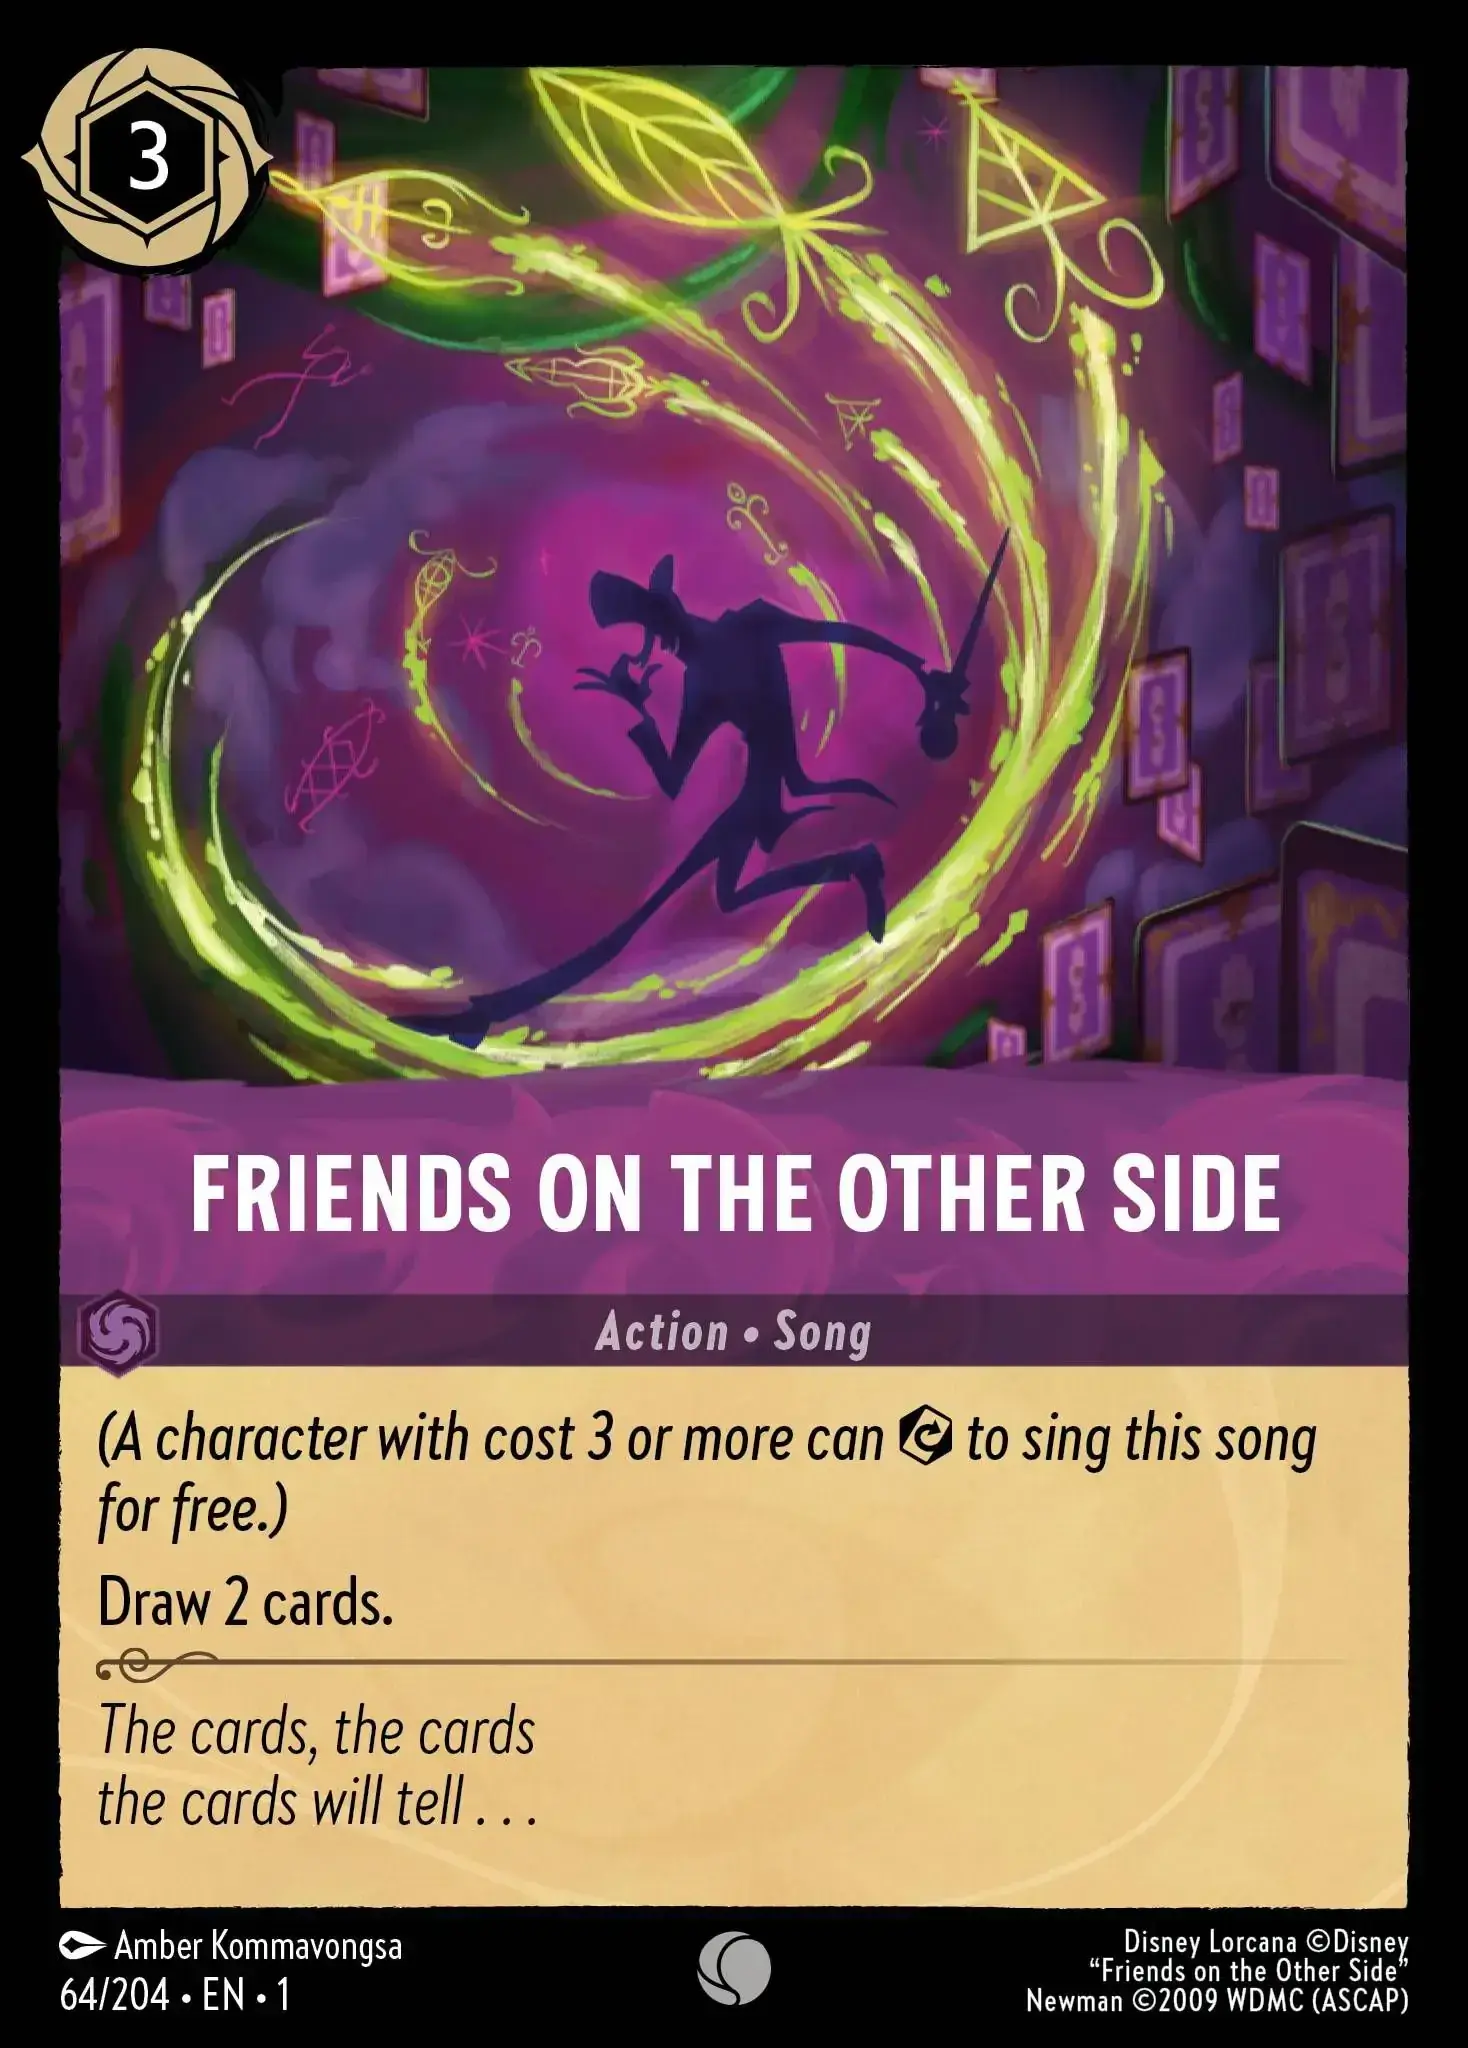 3
FRIENDS ON THE OTHER SIDE
Action • Song
(A character with cost 3 or more can to sing this song
for free.)
Draw 2 cards.
The cards, the cards
the cards will tell . . .
Amber Kommavongsa
64/204 • EN • 1
Disney Lorcana ©Disney
“Friends on the Other Side”
Newman ©2009 WDMC (ASCAP)